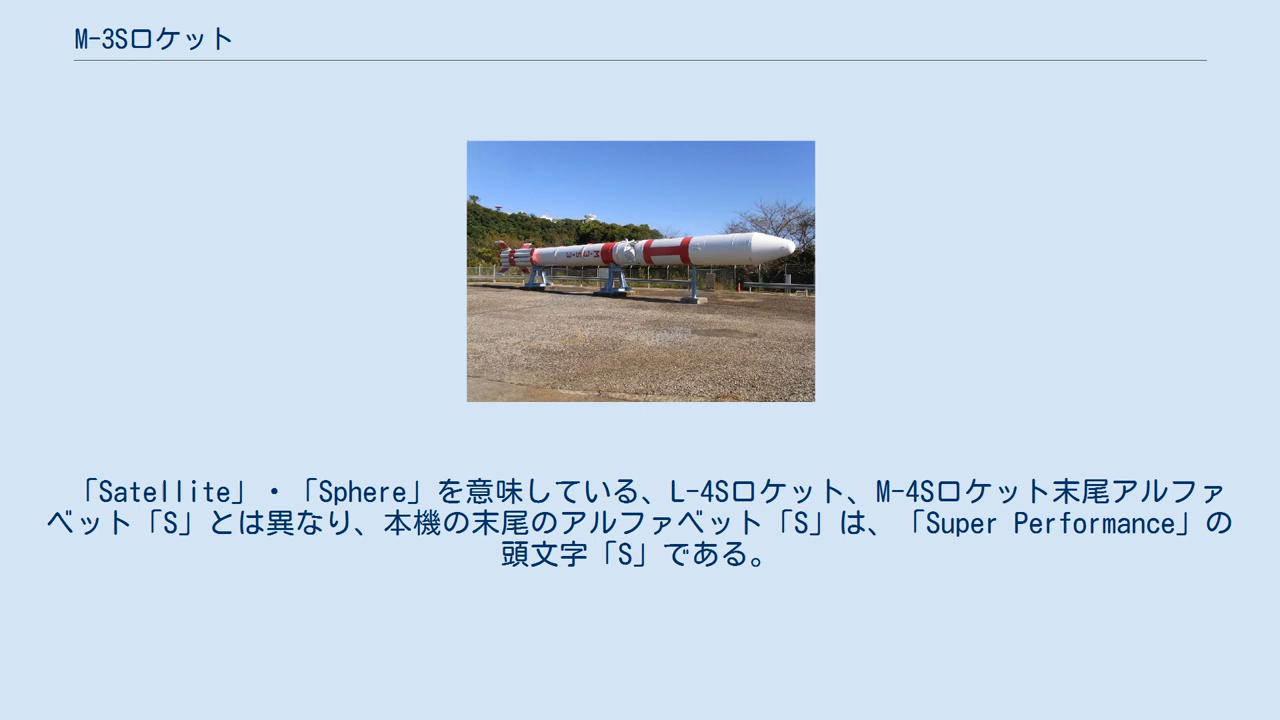 M-3Sロケット
「Satellite」・「Sphere」を意味している、L-4Sロケット、M-4Sロケット末尾アルファ
ベット「S」とは異なり、本機の末尾のアルファベット「S」は、「Super Performance」の
頭文字「S」である。